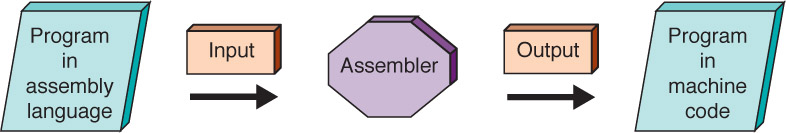 Program
in
assembly
language
Input
Assembler
Output
Program
in
machine
code